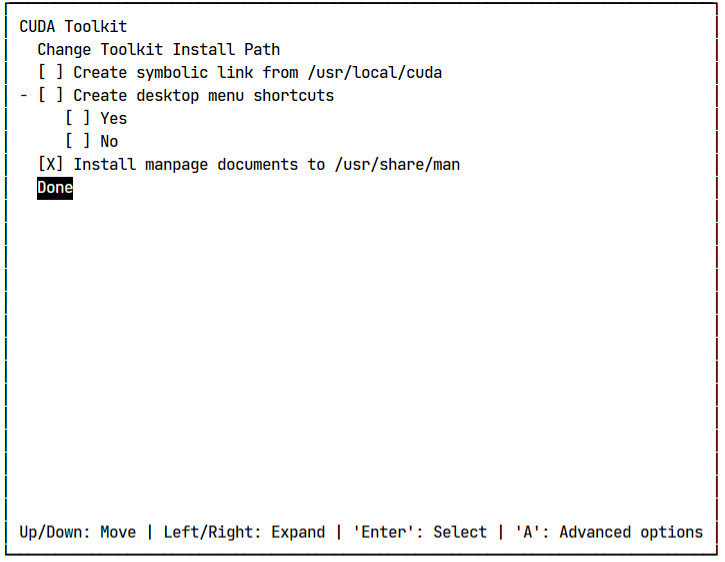 CUDA Toolkit
Change Toolkit Install Path
[ ] Create symbolic link from /usr/local/cuda
- [ ] Create desktop menu shortcuts
[ ] Yes
[ ] No
[X] Install manpage documents to /usr/share/man
Done
Up/Down: Move | Left/Right: Expand | 'Enter': Select | 'A': Advanced options